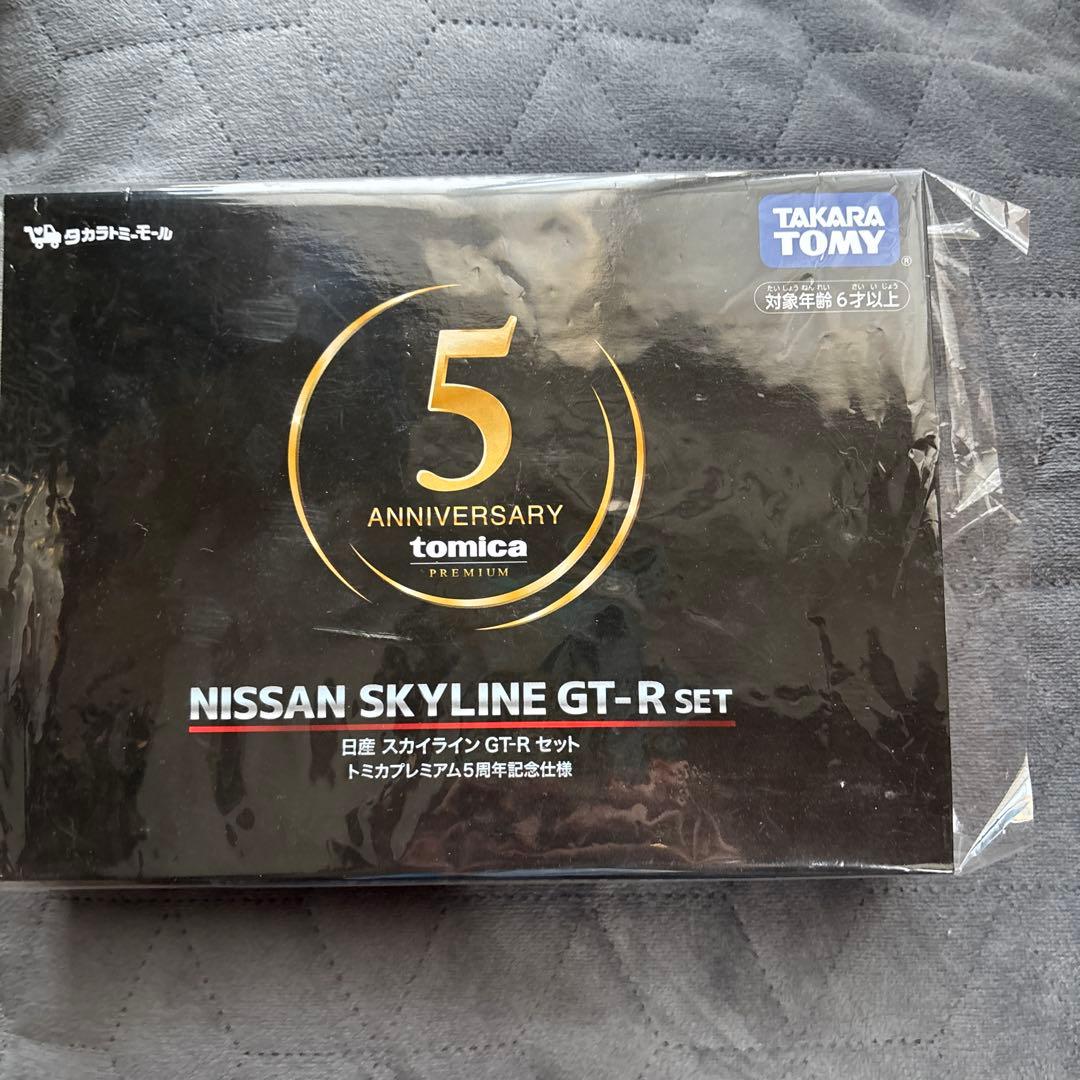 タカラトミーモール
TAKARA
TOMY
®
たいしょうねんれい さいいじょう
対象年齢6才以上
5
ANNIVERSARY
tomica
PREMIUM
NISSAN SKYLINE GT-R SET
日産 スカイライン GT-R セット
トミカプレミアム5周年記念仕様